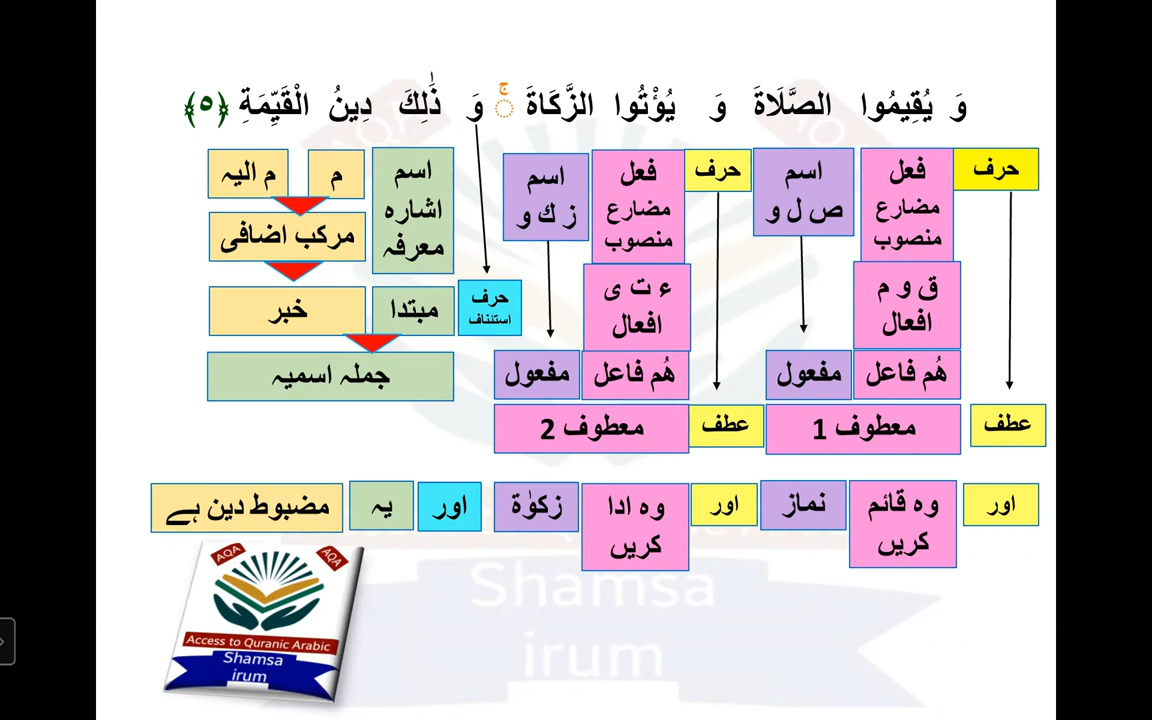 وَ يُقِيمُوا الصَّلَاةَ وَ يُؤْتُوا الزَّكَاةَ ۚ وَ ذَٰلِكَ دِينُ الْقَيِّمَةِ ﴿٥﴾
حرف
فعل
مضارع
منصوب
اسم
ص ل و
حرف
فعل
مضارع
منصوب
اسم
ز ك و
اسم
اشارہ
معرفہ
م
م الیہ
مرکب اضافی
ق و م
افعال
ء ت ی
افعال
حرف
استئناف
مبتدا
خبر
هُم فاعل
مفعول
هُم فاعل
مفعول
جملہ اسمیہ
عطف
معطوف 1
عطف
معطوف 2
اور
وہ قائم
کریں
نماز
اور
وہ ادا
کریں
زکوٰۃ
اور
یہ
مضبوط دین ہے
AQA
AQA
Access to Quranic Arabic
Shamsa
irum
Shamsa
irum